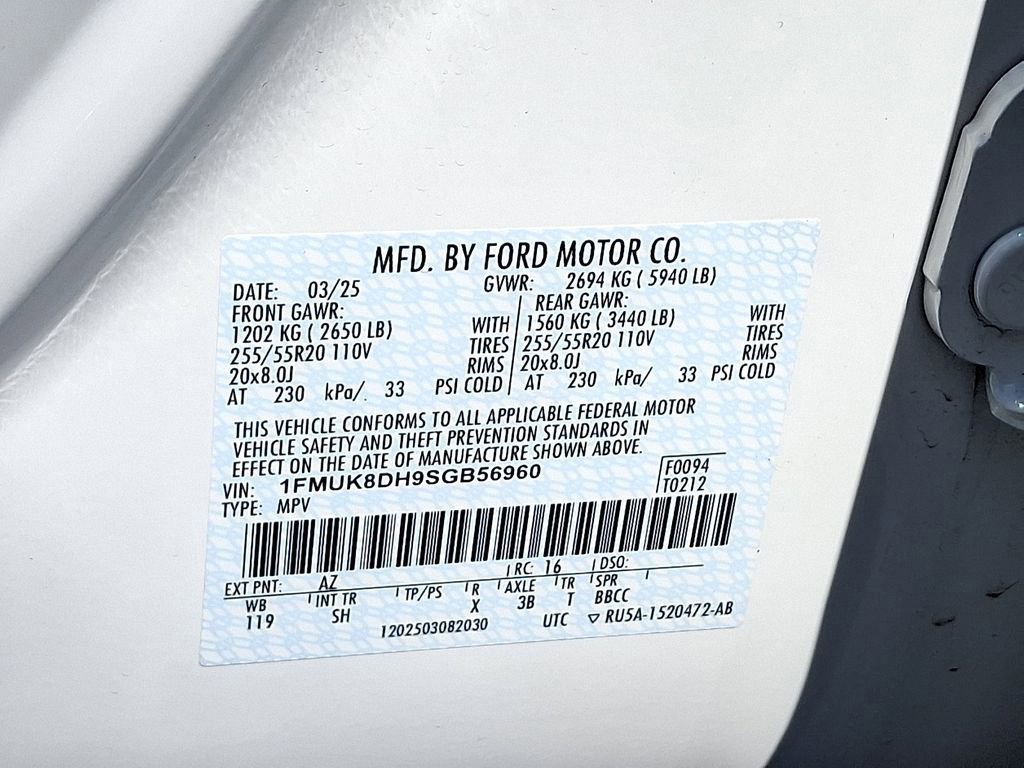 MFD. BY FORD MOTOR CO.
DATE: 03/25 GVWR: 2694 KG ( 5940 LB)
FRONT GAWR: REAR GAWR:
1202 KG ( 2650 LB) WITH 1560 KG ( 3440 LB) WITH
255/55R20 110V TIRES 255/55R20 110V TIRES
20x8.0J RIMS 20x8.0J RIMS
AT 230 kPa/. 33 PSI COLD AT 230 kPa/ 33 PSI COLD
THIS VEHICLE CONFORMS TO ALL APPLICABLE FEDERAL MOTOR
VEHICLE SAFETY AND THEFT PREVENTION STANDARDS IN
EFFECT ON THE DATE OF MANUFACTURE SHOWN ABOVE.
VIN: 1FMUK8DH9SGB56960 F0094
TYPE: MPV T0212
EXT PNT: AZ RC: 16 DSO:
WB INT TR TP/PS R AXLE TR SPR
119 SH X 3B T BBCC
1202503082030 UTC ▽ RU5A-1520472-AB